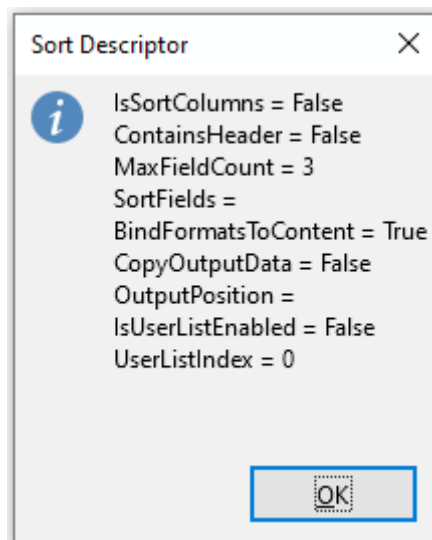 Sort Descriptor
IsSortColumns = False
ContainsHeader = False
MaxFieldCount = 3
SortFields =
BindFormatsToContent = True
CopyOutputData = False
OutputPosition =
IsUserListEnabled = False
UserListIndex = 0
OK